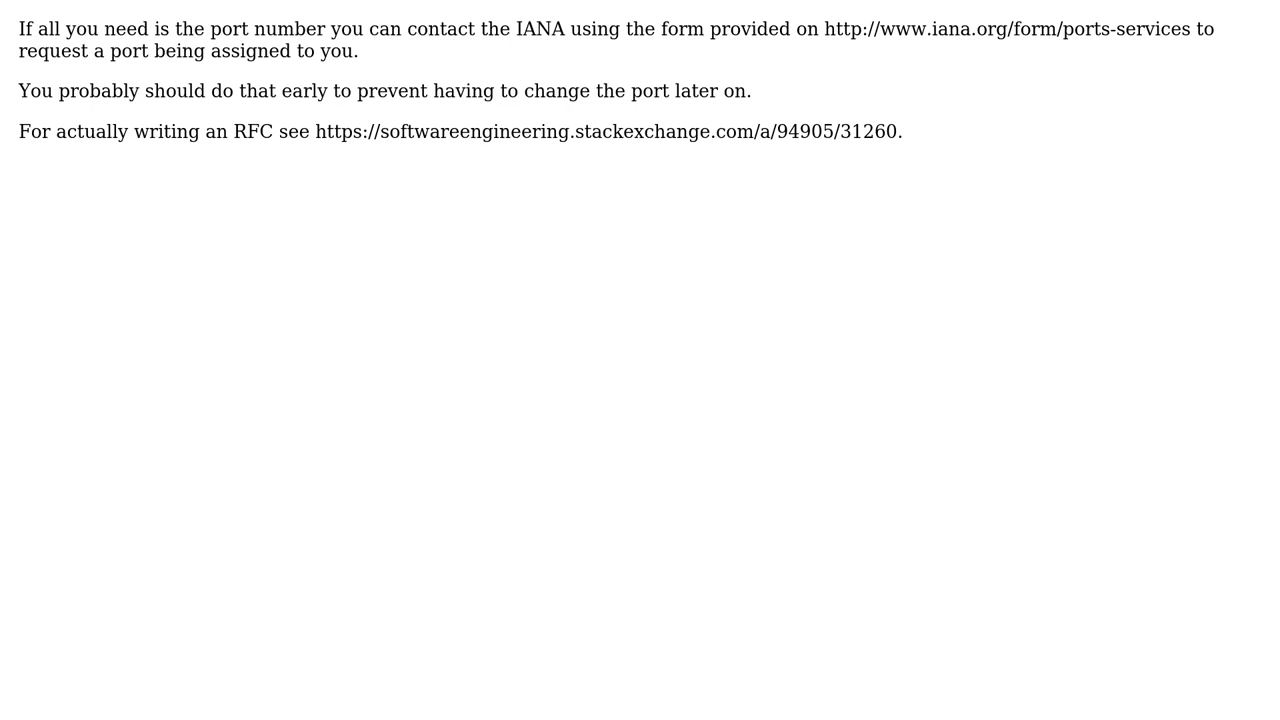 If all you need is the port number you can contact the IANA using the form provided on http://www.iana.org/form/ports-services to
request a port being assigned to you.
You probably should do that early to prevent having to change the port later on.
For actually writing an RFC see https://softwareengineering.stackexchange.com/a/94905/31260.